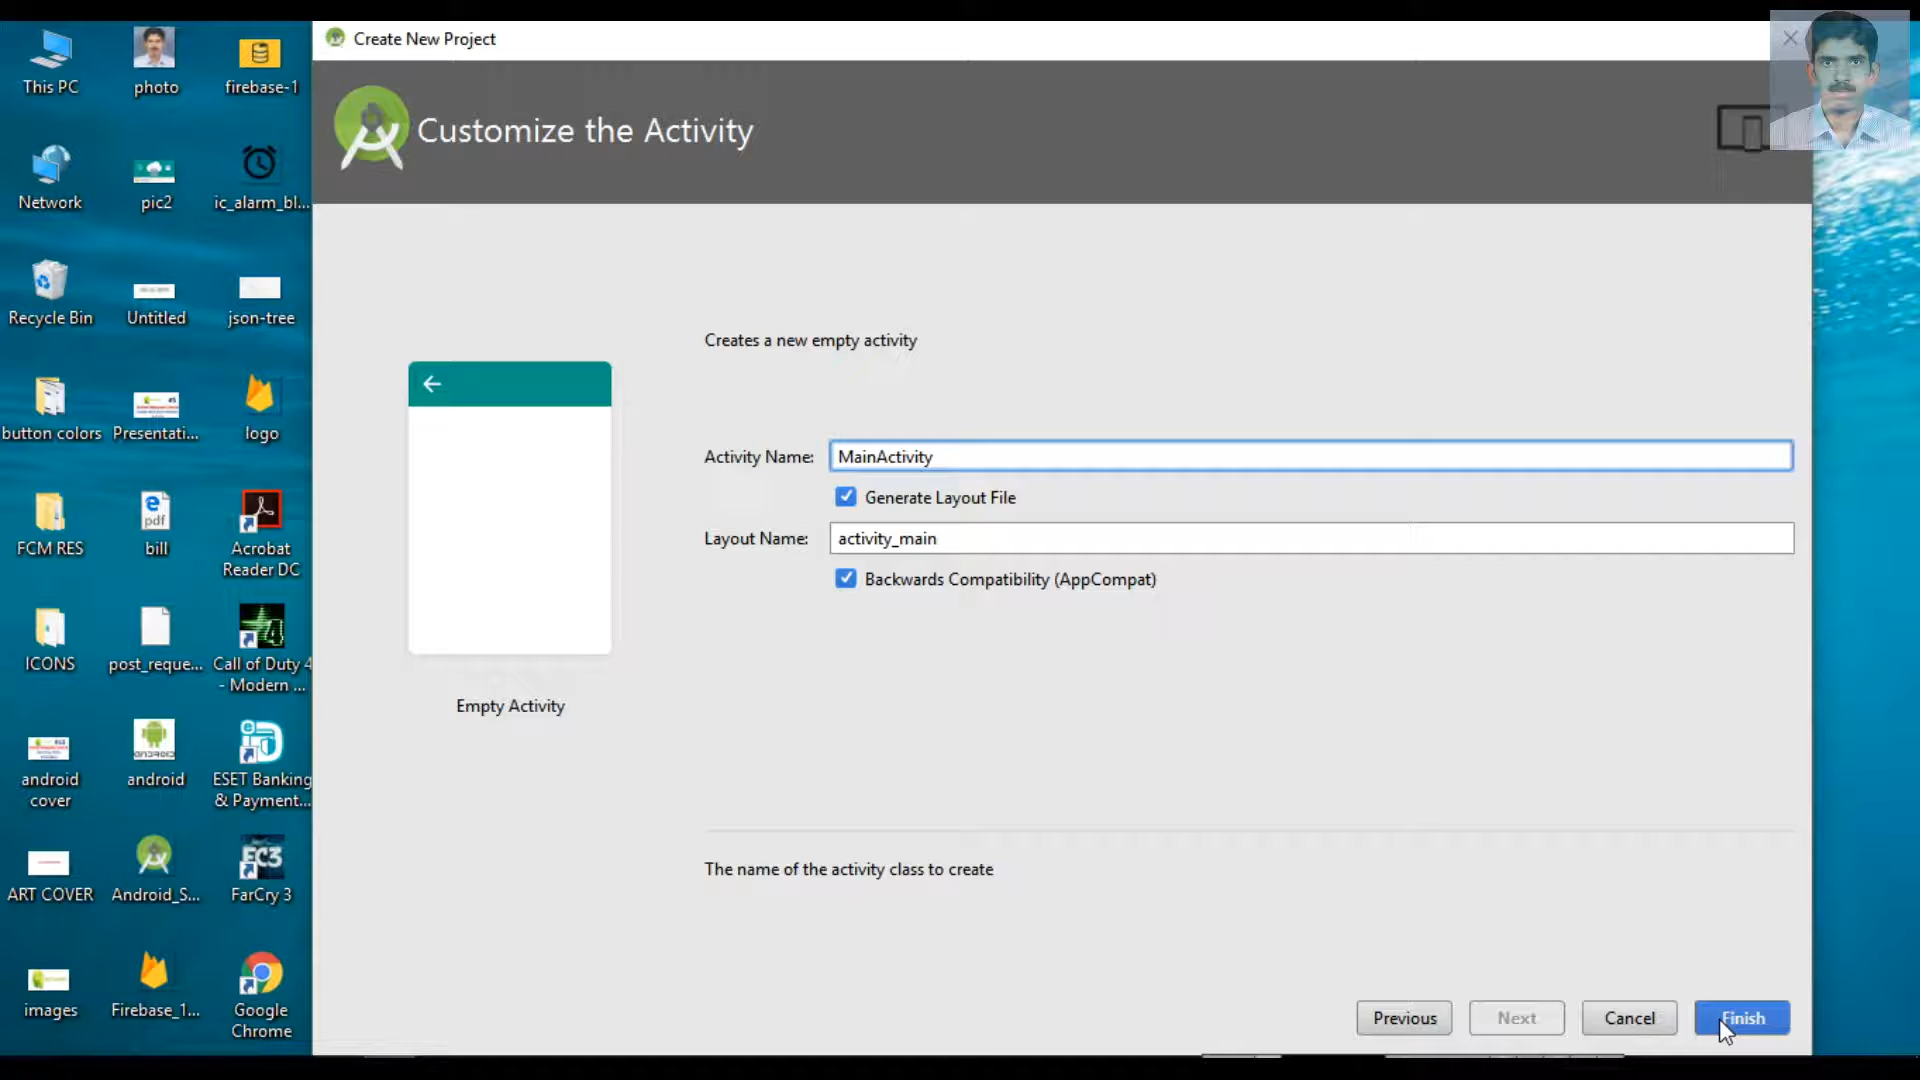 Create New Project
Customize the Activity
This PC
photo
firebase-1
Network
pic2
ic_alarm_bl...
Recycle Bin
Untitled
json-tree
button colors
Presentati...
logo
FCM RES
bill
Acrobat
Reader DC
ICONS
post_reque...
Call of Duty 4
- Modern ...
android
cover
android
ESET Banking
& Payment...
ART COVER
Android_S...
FarCry 3
images
Firebase_1...
Google
Chrome
Creates a new empty activity
Activity Name: MainActivity
Generate Layout File
Layout Name: activity_main
Backwards Compatibility (AppCompat)
Empty Activity
The name of the activity class to create
Previous
Next
Cancel
Finish